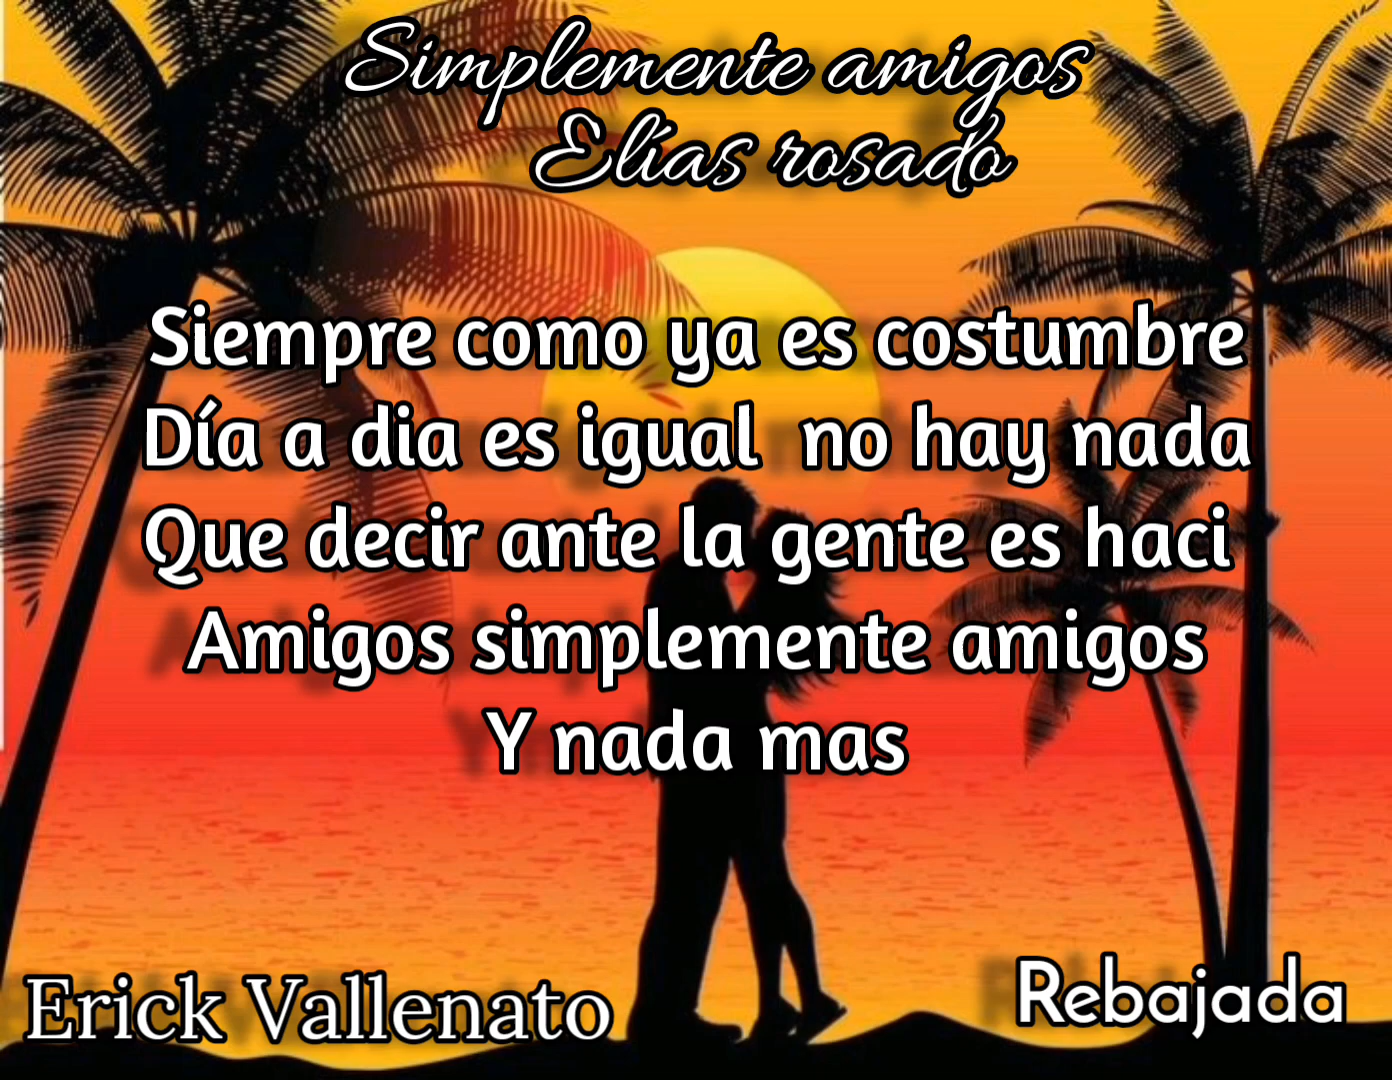 Simplemente amigos
Elías rosado
Siempre como ya es costumbre
Día a dia es igual no hay nada
Que decir ante la gente es haci
Amigos simplemente amigos
Y nada mas
Erick Vallenato
Rebajada